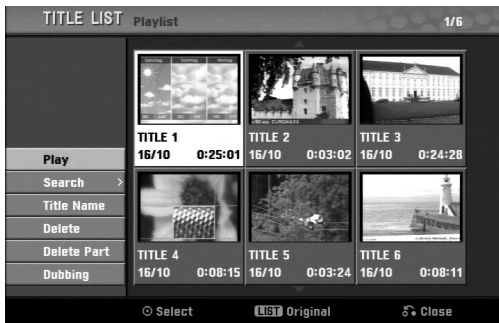 TITLE LIST Playlist 1/6
Samstag Sonntag Montag
TITLE 1
16/10 0:25:01
TITLE 2
16/10 0:03:02
TITLE 3
16/10 0:24:28
Play
Search >
Title Name
Delete
Delete Part
Dubbing
TITLE 4
16/10 0:08:15
TITLE 5
16/10 0:03:24
TITLE 6
16/10 0:08:11
Select LIST Original Close